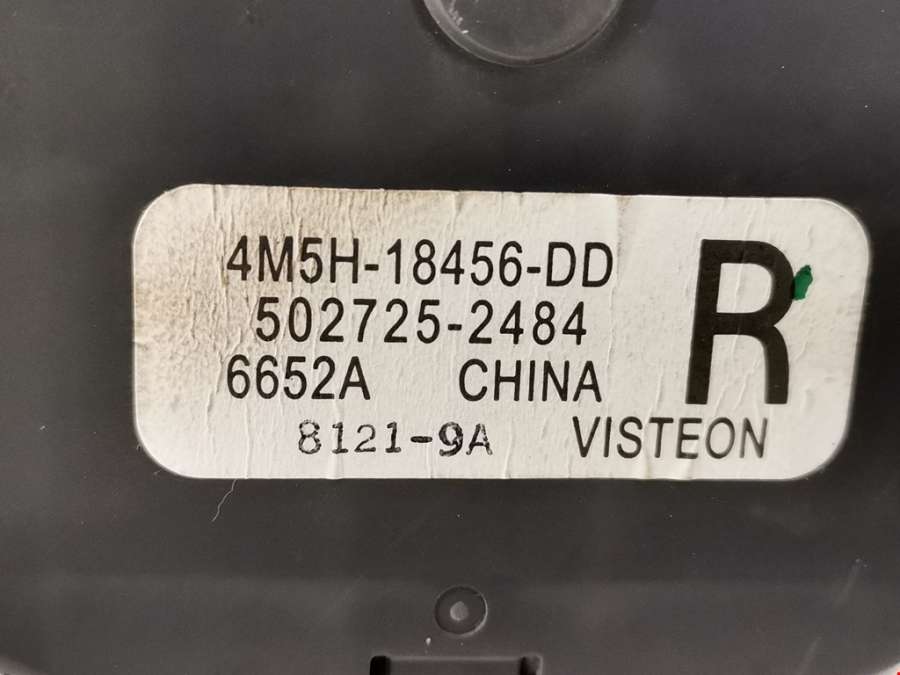 4M5H-18456-DD
502725-2484
6652A CHINA
R
8121-9A VISTEON